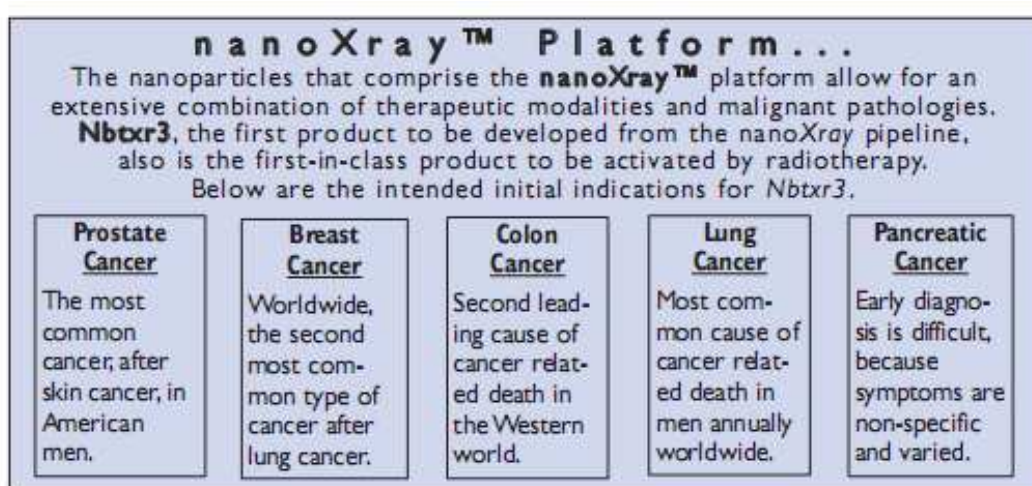 nanoXray™ Platform...
The nanoparticles that comprise the nanoXray™ platform allow for an
extensive combination of therapeutic modalities and malignant pathologies.
Nbtxr3, the first product to be developed from the nanoXray pipeline,
also is the first-in-class product to be activated by radiotherapy.
Below are the intended initial indications for Nbtxr3.
Prostate
Cancer
The most
common
cancer, after
skin cancer, in
American
men.
Breast
Cancer
Worldwide,
the second
most com-
mon type of
cancer after
lung cancer.
Colon
Cancer
Second lead-
ing cause of
cancer relat-
ed death in
the Western
world.
Lung
Cancer
Most com-
mon cause of
cancer relat-
ed death in
men annually
worldwide.
Pancreatic
Cancer
Early diagno-
sis is difficult,
because
symptoms are
non-specific
and varied.